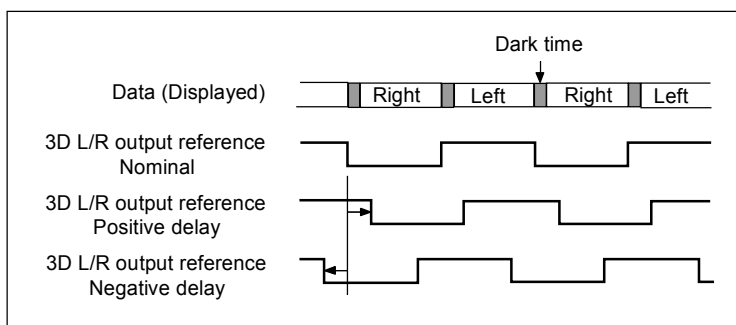 Dark time
Data (Displayed)
Right
Left
Right
Left
3D L/R output reference
Nominal
3D L/R output reference
Positive delay
3D L/R output reference
Negative delay